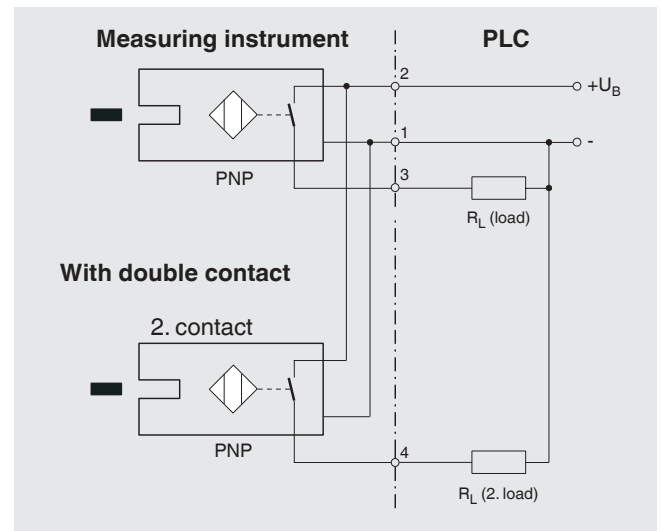 Measuring instrument
PLC
2
+U_B
1
-
3
PNP
R_L (load)
With double contact
2. contact
PNP
4
R_L (2. load)